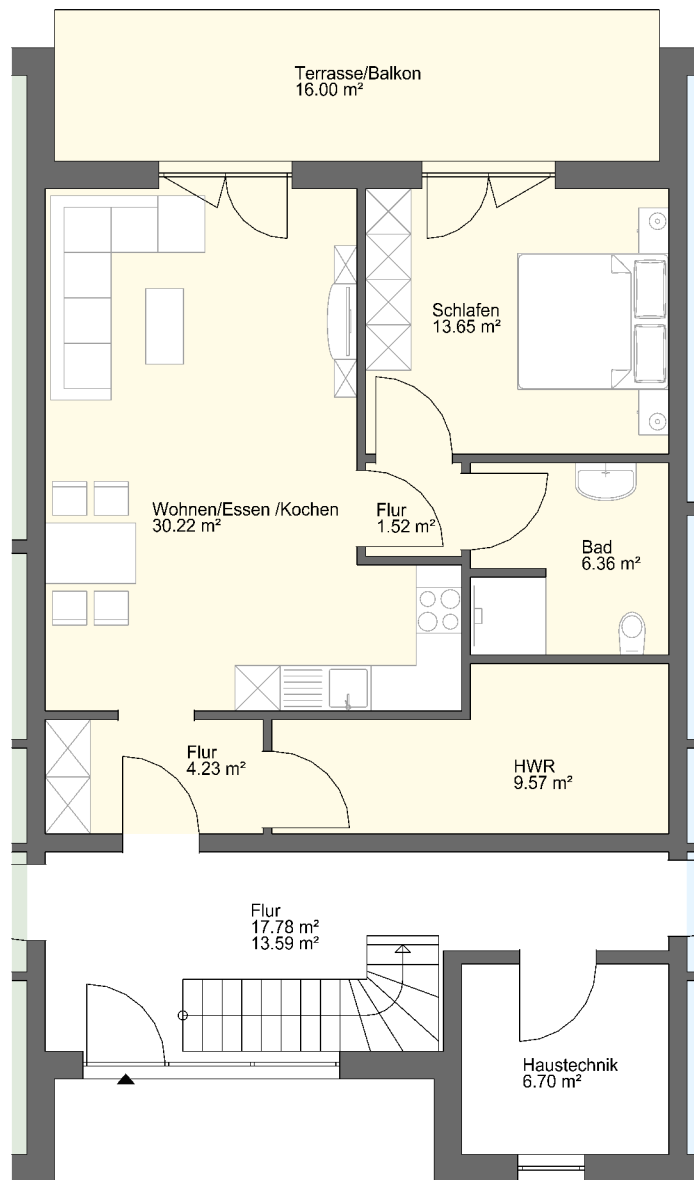 Terrasse/Balkon
16.00 m²
Schlafen
13.65 m²
Wohnen/Essen /Kochen
30.22 m²
Flur
1.52 m²
Bad
6.36 m²
Flur
4.23 m²
HWR
9.57 m²
Flur
17.78 m²
13.59 m²
Haustechnik
6.70 m²